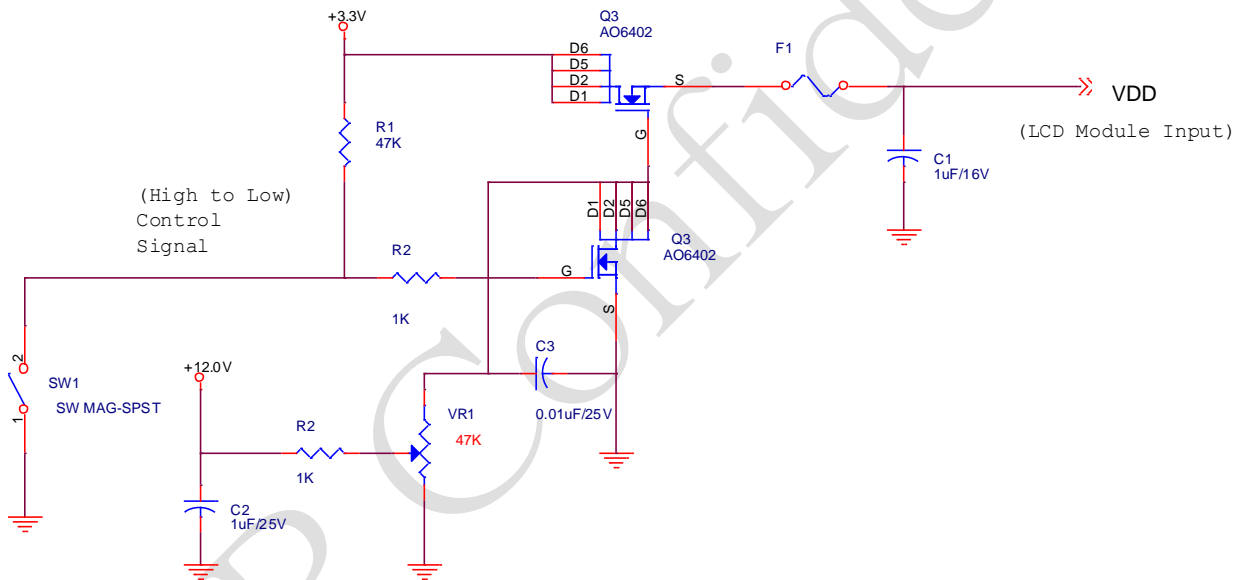 +3.3V
Q3
AO6402
D6
D5
D2
D1
S
G
F1
VDD
(LCD Module Input)
R1
47K
C1
1uF/16V
(High to Low)
Control
Signal
D1
D2
D5
D6
Q3
AO6402
R2
G
1K
S
C3
0.01uF/25V
2
SW1
1
SW MAG-SPST
+12.0V
R2
1K
VR1
47K
C2
1uF/25V
P Confide